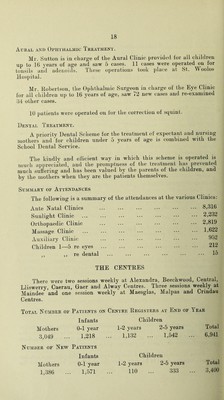 18
AURAL AND OPHTHALMIC TREATMENT.
Mr. Sutton is in charge of the Aural Clinic provided for all children
up to 16 years of age and saw 5 cases. 11 cases were operated on for
tonsils and adenoids. These operations took place at St. Woolos
Hospital.
Mr. Robertson, the Ophthalmic Surgeon in charge of the Eye Clinic
for all children up to 16 years of age, saw 72 new cases and re-examined
34 other cases.
10 patients were operated on for the correction of squint.
DENTAL TREATMENT.
A priority Dental Scheme for the treatment of expectant and nursing
mothers and for children under 5 years of age is combined with the
School Dental Service.
The kindly and efficient way in which this scheme is operated is
much appreciated, and the promptness of the treatment has prevented
much suffering and has been valued by the parents of the children, and
by the mothers when they are the patients themselves.
SUMMARY OF ATTENDANCES
The following is a summary of the attendances at the various Clinics:
Ante Natal Clinics ... 8,316
Sunlight Clinic ... 2,232
Orthopaedic Clinic ... 2,819
Massage Clinic ... 1,622
Auxiliary Clinic ... 952
Children 1—5 re eyes ... 212
,, ,, re dental ... 15
THE CENTRES
There were two sessions weekly at Alexandra, Beechwood, Central,
Liswerry, Caerau, Gaer and Alway Centres. Three sessions weekly at
Maindee and one session weekly at Maesglas, Malpas and Crindau
Centres.
TOTAL NUMBER OF PATIENTS ON CENTRE REGISTERS AT END OF YEAR
Infants Children
Mothers 0-1 year 1-2 years 2-5 years Total
3,049 ... 1,218 ... 1,132 ... 1,542 6,941
NUMBER OF NEW PATIENTS
Infants Children
Mothers 0-1 year 1-2 years 2-5 years Total
1,386 ... 1,571 ... 110 ... 333 ... 3,400